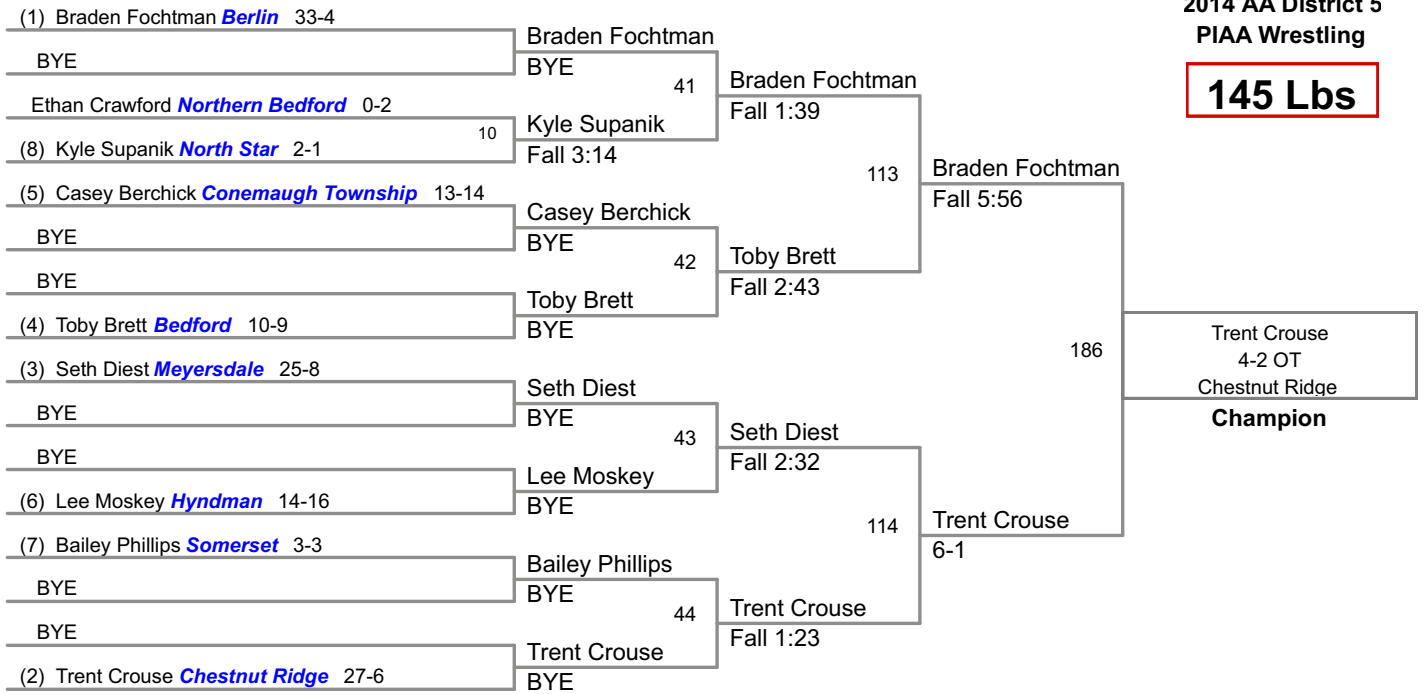 2014 AA District 5
PIAA Wrestling
145 Lbs
(1) Braden Fochtman Berlin 33-4
BYE
Ethan Crawford Northern Bedford 0-2
10
(8) Kyle Supanik North Star 2-1
(5) Casey Berchick Conemaugh Township 13-14
BYE
BYE
(4) Toby Brett Bedford 10-9
(3) Seth Diest Meyersdale 25-8
BYE
BYE
(6) Lee Moskey Hyndman 14-16
(7) Bailey Phillips Somerset 3-3
BYE
BYE
(2) Trent Crouse Chestnut Ridge 27-6
Braden Fochtman
BYE
41
Kyle Supanik
Fall 3:14
Casey Berchick
BYE
42
Toby Brett
BYE
Seth Diest
BYE
43
Lee Moskey
BYE
Bailey Phillips
BYE
44
Trent Crouse
BYE
Braden Fochtman
Fall 1:39
113
Toby Brett
Fall 2:43
Seth Diest
Fall 2:32
114
Trent Crouse
Fall 1:23
Braden Fochtman
Fall 5:56
186
Trent Crouse
6-1
Trent Crouse
4-2 OT
Chestnut Ridge
Champion